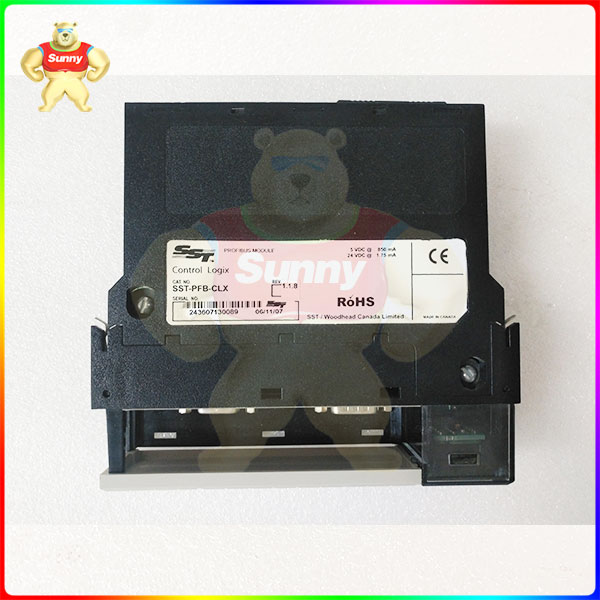 Sunny
SST
PROFIBUS MODULE
5 VDC @ 850 mA
24 VDC @ 1.75 mA
Control Logix
Sunny
CE
CAT NO.
SST-PFB-CLX
REV
1.1.8
SERIAL NO.
243607130089
SST
06/11/07
RoHS
SST / Woodhead Canada Limited
MADE IN CANADA